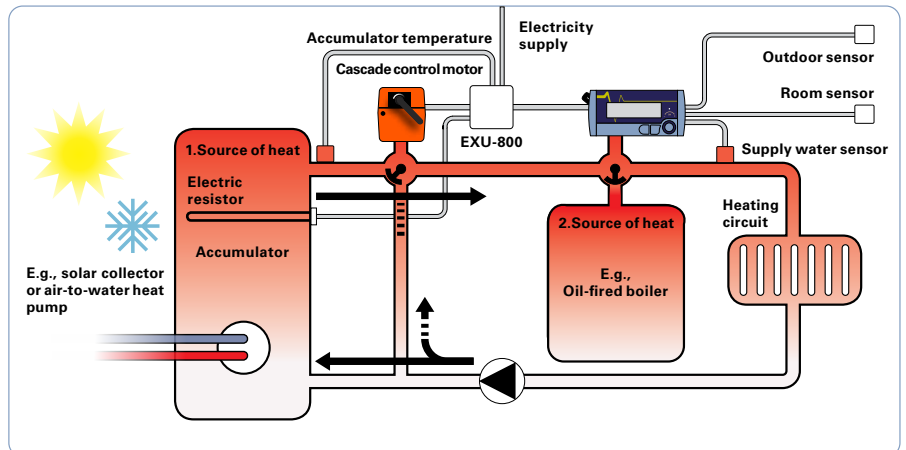 Accumulator temperature
Electricity
supply
Outdoor sensor
Cascade control motor
Room sensor
EXU-800
Supply water sensor
1.Source of heat
Electric
resistor
Accumulator
E.g., solar collector
or air-to-water heat
pump
2.Source of heat
E.g.,
Oil-fired boiler
Heating
circuit